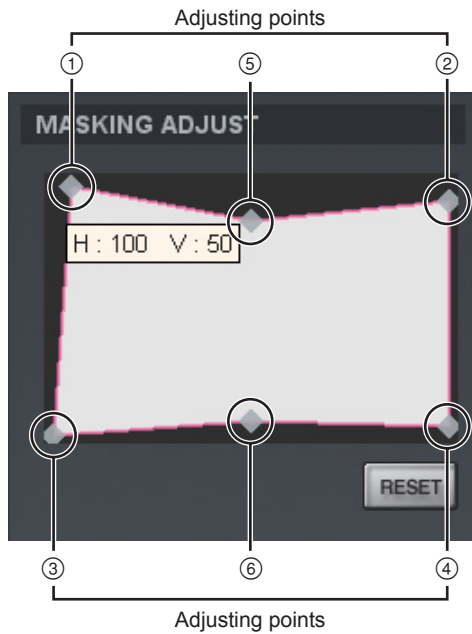 Adjusting points
① ⑤ ②
MASKING ADJUST
H : 100 V : 50
RESET
③ ⑥ ④
Adjusting points